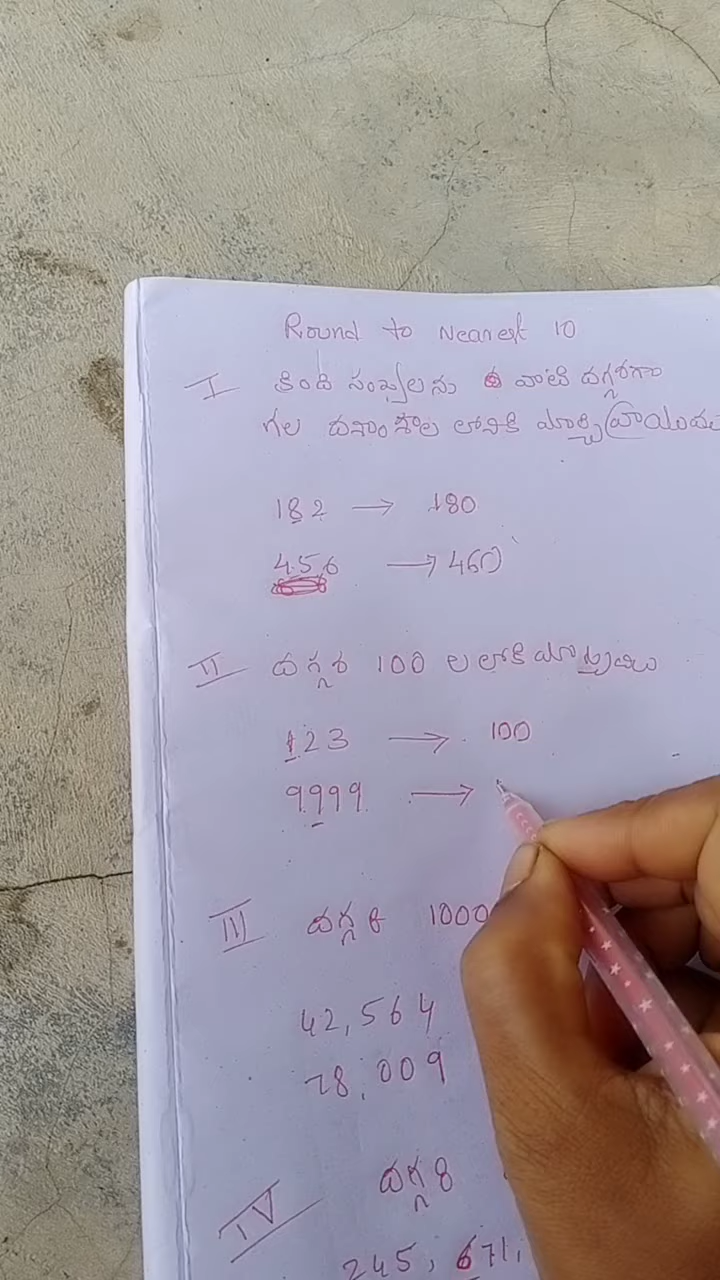 Round to Nearest 10
I కింది సంఖ్యలను వాటి దగ్గరగా
గల దశాంశాల లోనికి మార్చి వ్రాయండి
182 → 180
456 → 460
II దగ్గర 100 ల లోకి మార్చుము
123 → 100
9999 →
III దగ్గర 1000
42,564
78,009
IV దగ్గర
245, 671,